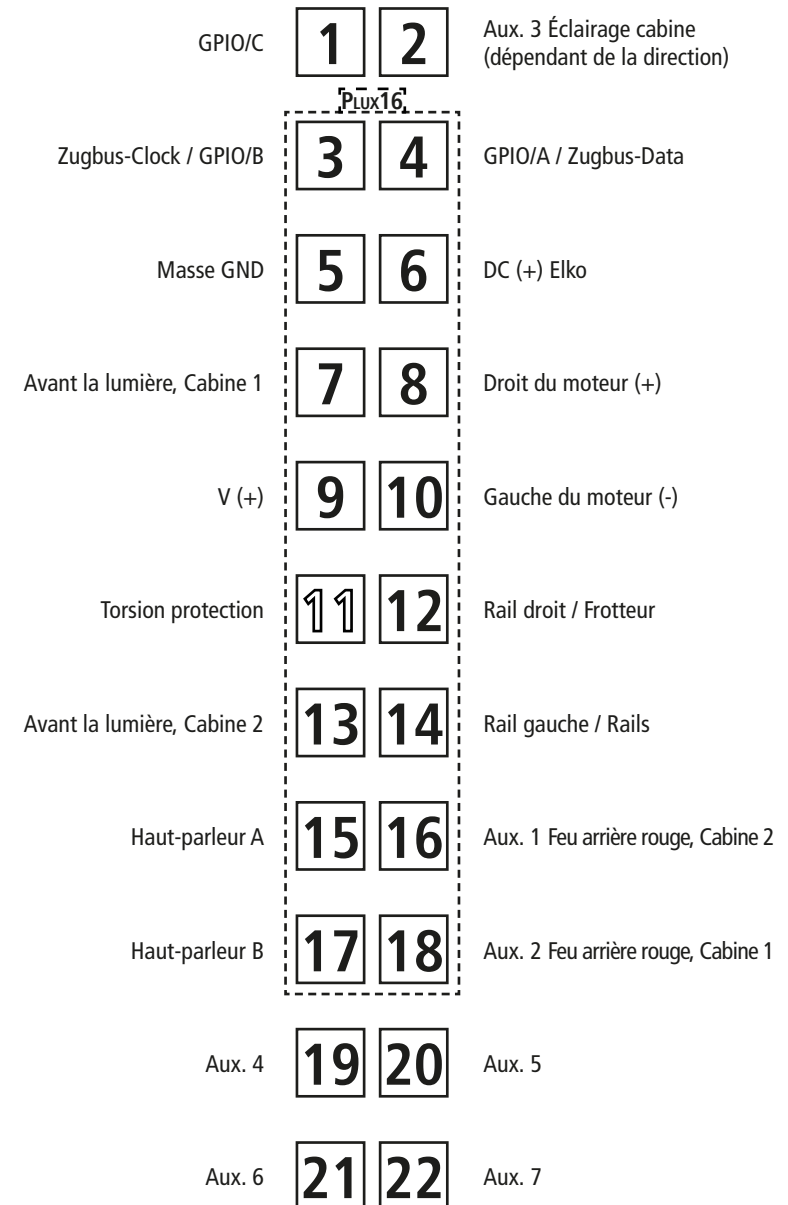 GPIO/C 1 2 Aux. 3 Éclairage cabine
(dépendant de la direction)
PLUX16
Zugbus-Clock / GPIO/B 3 4 GPIO/A / Zugbus-Data
Masse GND 5 6 DC (+) Elko
Avant la lumière, Cabine 1 7 8 Droit du moteur (+)
V (+) 9 10 Gauche du moteur (-)
Torsion protection 11 12 Rail droit / Frotteur
Avant la lumière, Cabine 2 13 14 Rail gauche / Rails
Haut-parleur A 15 16 Aux. 1 Feu arrière rouge, Cabine 2
Haut-parleur B 17 18 Aux. 2 Feu arrière rouge, Cabine 1
Aux. 4 19 20 Aux. 5
Aux. 6 21 22 Aux. 7